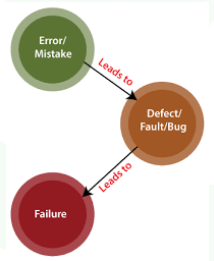 Error/
Mistake
Leads to
Defect/
Fault/Bug
Leads to
Failure